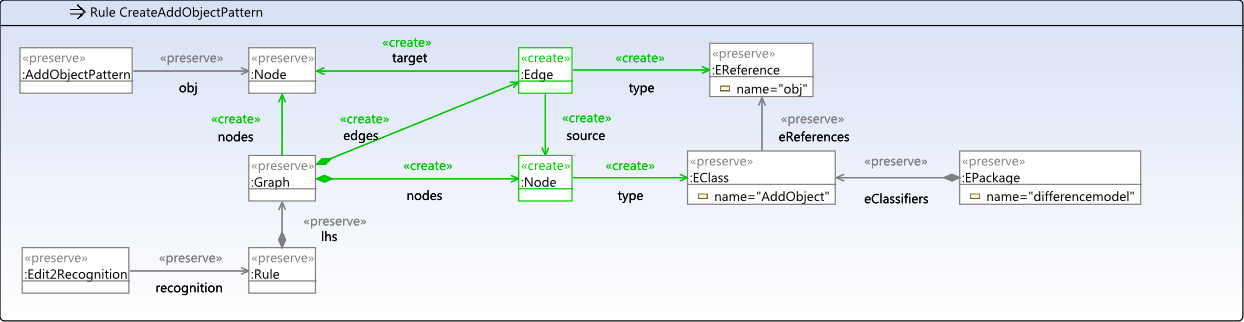 Rule CreateAddObjectPattern
«preserve»
:AddObjectPattern
«preserve»
obj
«preserve»
:Node
«create»
target
«create»
:Edge
«create»
type
«preserve»
:EReference
name="obj"
«create»
nodes
«create»
edges
«create»
source
«preserve»
eReferences
«preserve»
:Graph
«create»
nodes
«create»
:Node
«create»
type
«preserve»
:EClass
name="AddObject"
«preserve»
eClassifiers
«preserve»
:EPackage
name="differencemodel"
«preserve»
lhs
«preserve»
:Edit2Recognition
«preserve»
recognition
«preserve»
:Rule